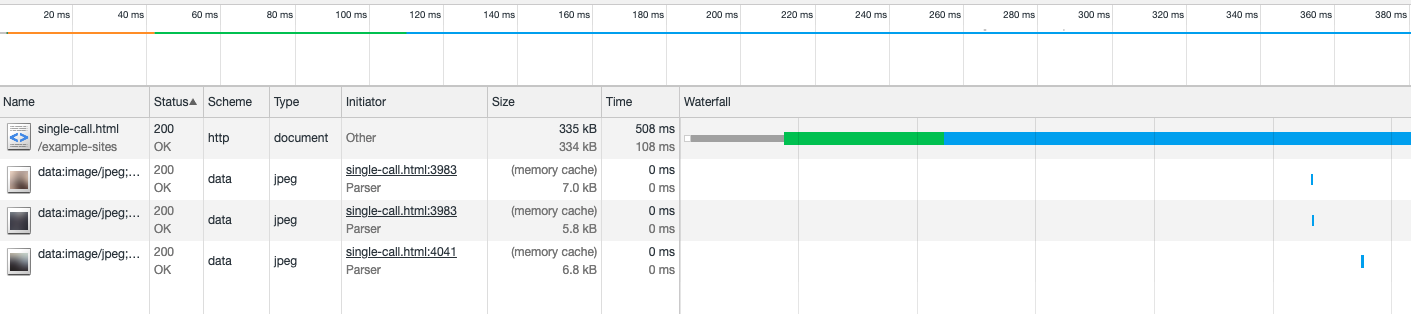 20 ms 40 ms 60 ms 80 ms 100 ms 120 ms 140 ms 160 ms 180 ms 200 ms 220 ms 240 ms 260 ms 280 ms 300 ms 320 ms 340 ms 360 ms 380 ms
Name Status▲ Scheme Type Initiator Size Time Waterfall
single-call.html 200 http document Other 335 kB 508 ms
/example-sites OK 334 kB 108 ms
data:image/jpeg;… 200 data jpeg single-call.html:3983 (memory cache) 0 ms
OK Parser 7.0 kB 0 ms
data:image/jpeg;… 200 data jpeg single-call.html:3983 (memory cache) 0 ms
OK Parser 5.8 kB 0 ms
data:image/jpeg;… 200 data jpeg single-call.html:4041 (memory cache) 0 ms
OK Parser 6.8 kB 0 ms